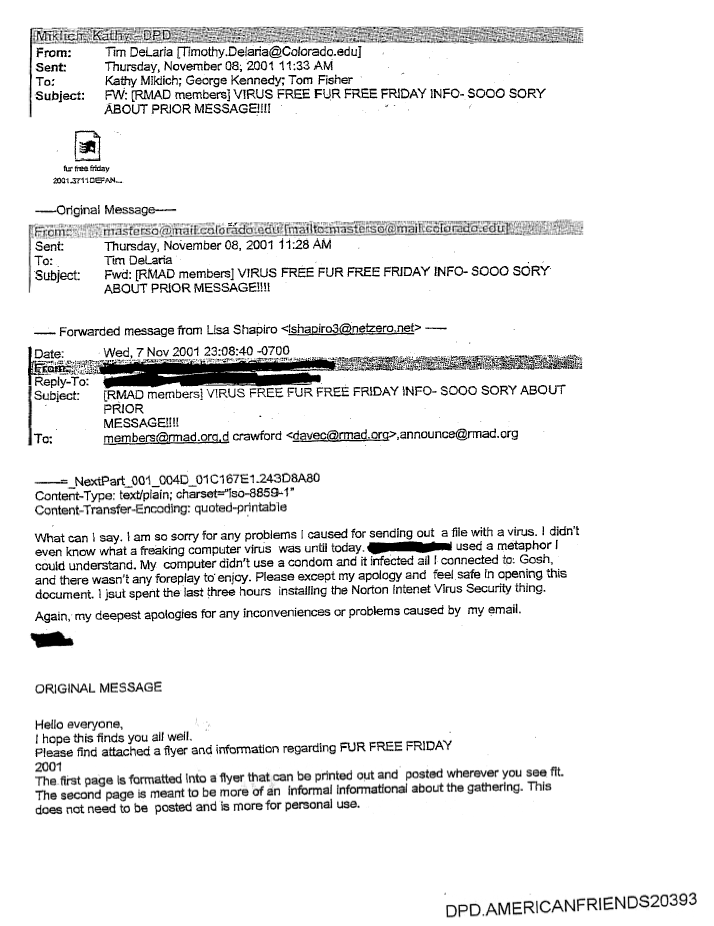 Miklich, Kathy - DPD
From: Tim DeLaria [Timothy.Delaria@Colorado.edu]
Sent: Thursday, November 08, 2001 11:33 AM
To: Kathy Miklich; George Kennedy; Tom Fisher
Subject: FW: [RMAD members] VIRUS FREE FUR FREE FRIDAY INFO- SOOO SORY
ABOUT PRIOR MESSAGE!!!!
fur free friday
2001.3711DEFAN...
-----Original Message-----
From: masterso@mail.colorado.edu [mailto:masterso@mail.colorado.edu]
Sent: Thursday, November 08, 2001 11:28 AM
To: Tim DeLaria
Subject: Fwd: [RMAD members] VIRUS FREE FUR FREE FRIDAY INFO- SOOO SORY
ABOUT PRIOR MESSAGE!!!!
----- Forwarded message from Lisa Shapiro <lshapiro3@netzero.net> -----
Date: Wed, 7 Nov 2001 23:08:40 -0700
From:
Reply-To:
Subject: [RMAD members] VIRUS FREE FUR FREE FRIDAY INFO- SOOO SORY ABOUT
PRIOR
MESSAGE!!!!
To: members@rmad.org,d crawford <davec@rmad.org>,announce@rmad.org
------=_NextPart_001_004D_01C167E1.243D8A80
Content-Type: text/plain; charset="iso-8859-1"
Content-Transfer-Encoding: quoted-printable
What can I say. I am so sorry for any problems I caused for sending out a file with a virus. I didn't
even know what a freaking computer virus was until today. used a metaphor I
could understand. My computer didn't use a condom and it infected all I connected to. Gosh,
and there wasn't any foreplay to enjoy. Please except my apology and feel safe in opening this
document. I jsut spent the last three hours installing the Norton Intenet Virus Security thing.
Again, my deepest apologies for any inconveniences or problems caused by my email.
ORIGINAL MESSAGE
Hello everyone,
I hope this finds you all well.
Please find attached a flyer and information regarding FUR FREE FRIDAY
2001
The first page is formatted into a flyer that can be printed out and posted wherever you see fit.
The second page is meant to be more of an informal informational about the gathering. This
does not need to be posted and is more for personal use.
DPD.AMERICANFRIENDS20393